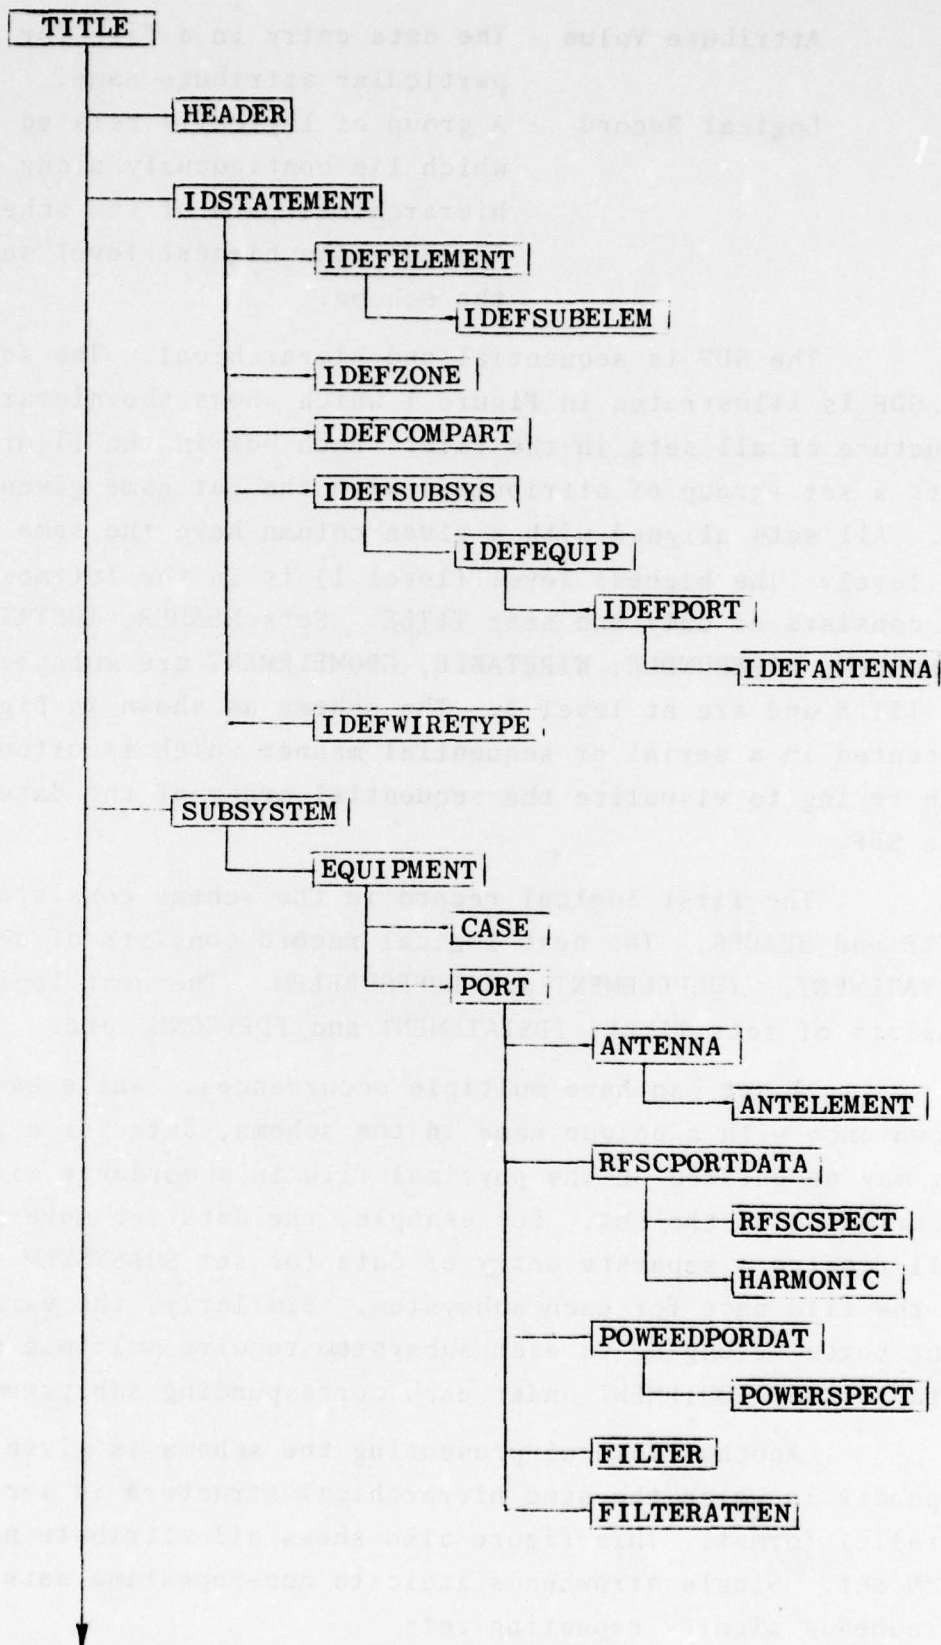 TITLE
HEADER
IDSTATEMENT
IDEFELEMENT
IDEFSUBELEM
IDEFZONE
IDEFCOMPART
IDEFSUBSYS
IDEFEQUIP
IDEFPORT
IDEFANTENNA
IDEFWIRETYPE
SUBSYSTEM
EQUIPMENT
CASE
PORT
ANTENNA
ANTELEMENT
RFSCPORTDATA
RFSCSPECT
HARMONIC
POWEEDPORDAT
POWERSPECT
FILTER
FILTERATTEN